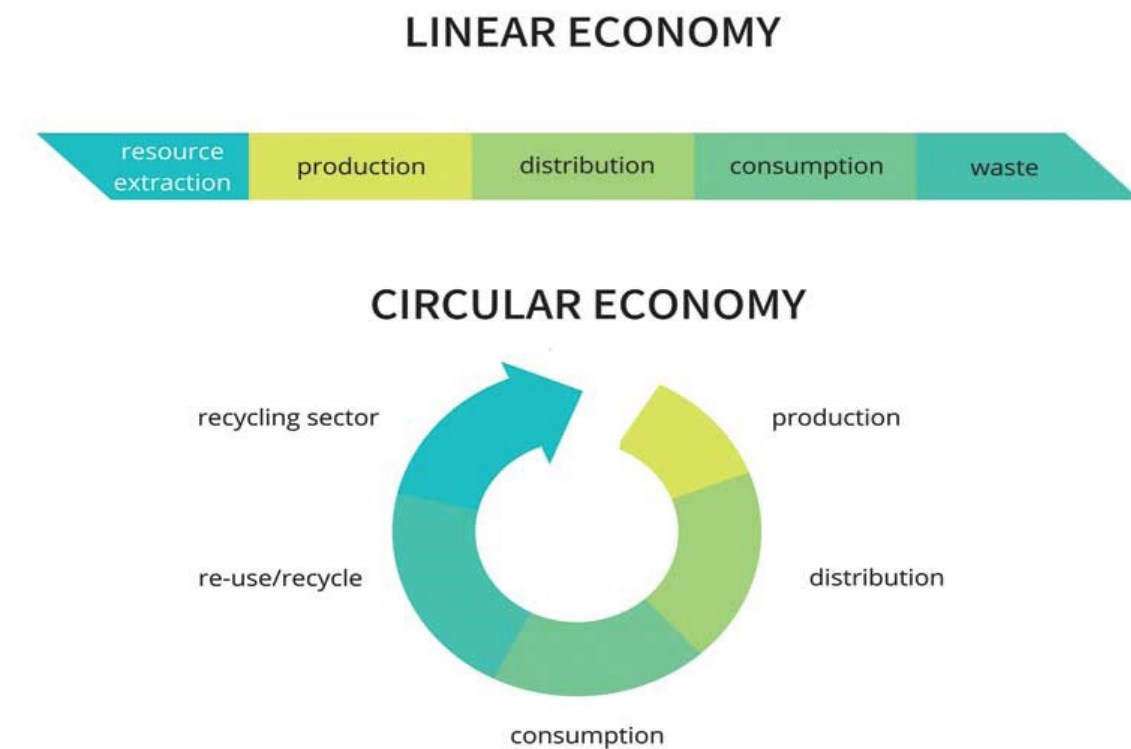 LINEAR ECONOMY
resource
extraction
production
distribution
consumption
waste
CIRCULAR ECONOMY
recycling sector
production
re-use/recycle
distribution
consumption